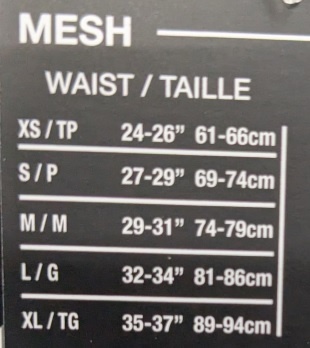 MESH
WAIST / TAILLE
XS / TP 24-26” 61-66cm
S / P 27-29” 69-74cm
M / M 29-31” 74-79cm
L / G 32-34” 81-86cm
XL / TG 35-37” 89-94cm